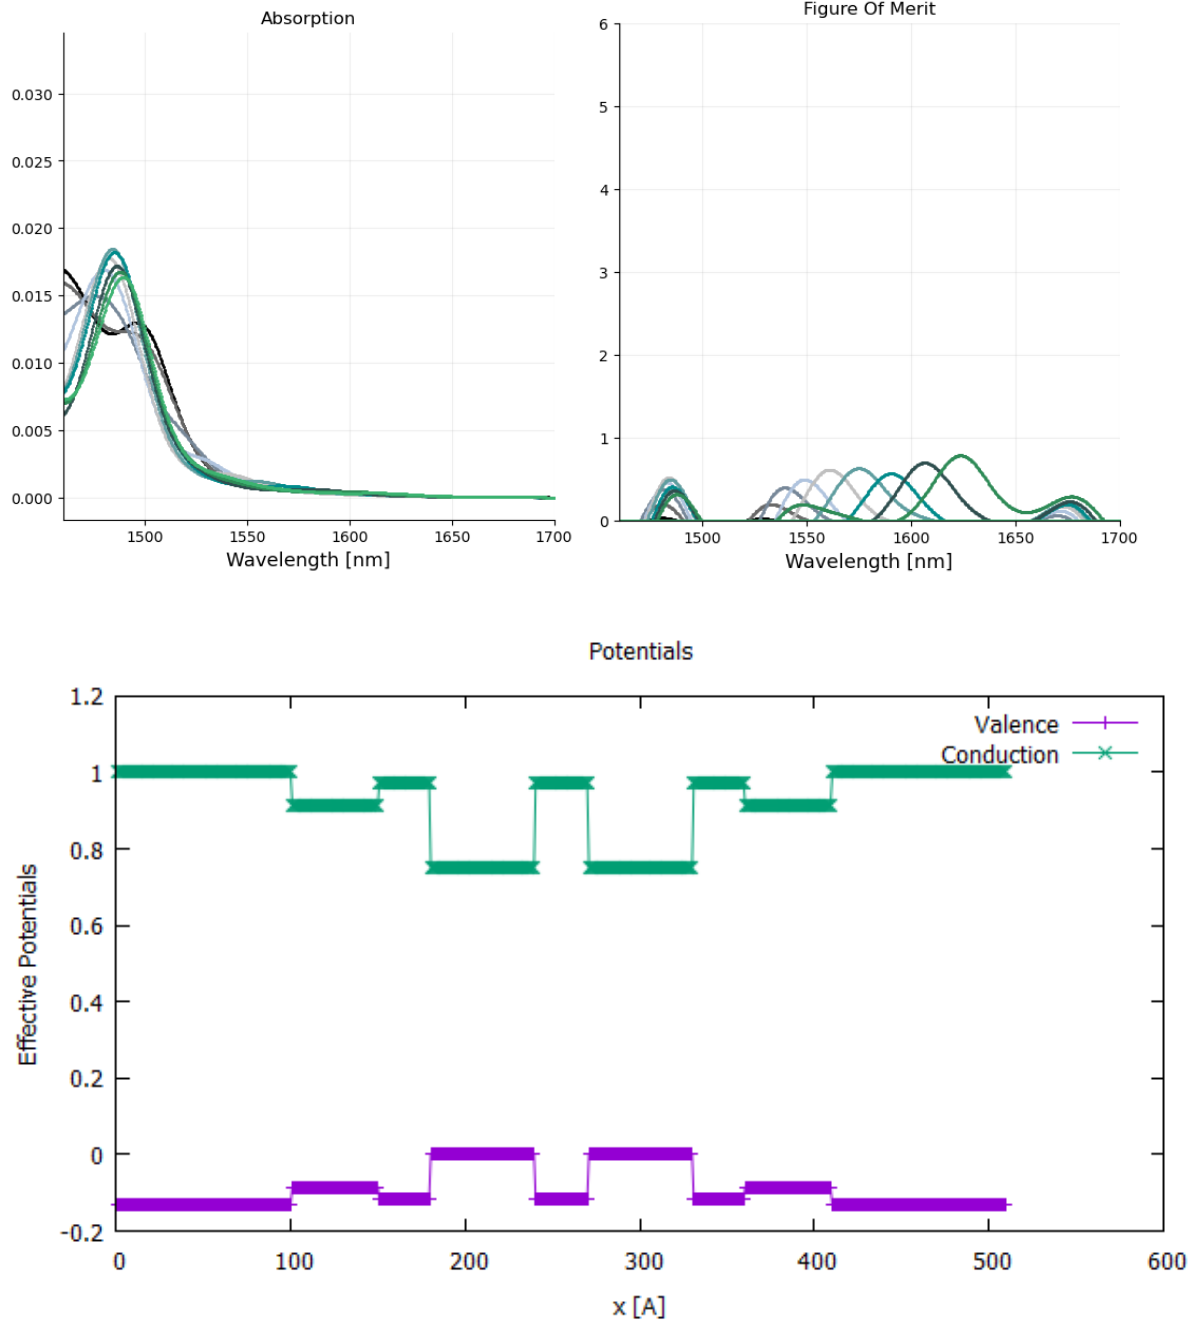 Absorption
0.030
0.025
0.020
0.015
0.010
0.005
0.000
1500 1550 1600 1650 1700
Wavelength [nm]
Figure Of Merit
6
5
4
3
2
1
0
1500 1550 1600 1650 1700
Wavelength [nm]
Potentials
Valence
Conduction
1.2
1
0.8
0.6
0.4
0.2
0
-0.2
Effective Potentials
0 100 200 300 400 500 600
x [A]